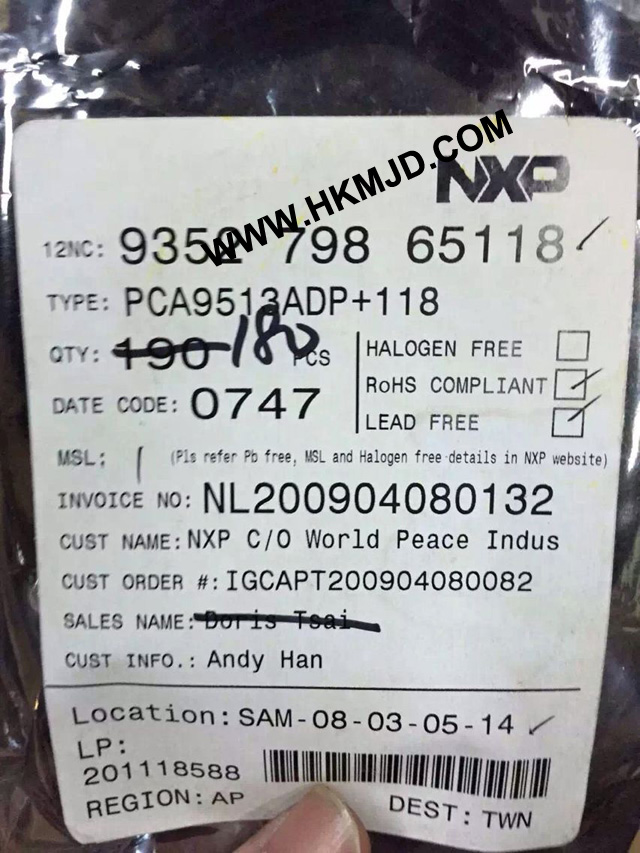 WWW.HKMJD.COM
NXP
12NC: 9352 798 65118
TYPE: PCA9513ADP+118
QTY: 190 180 PCS
HALOGEN FREE
RoHS COMPLIANT
DATE CODE: 0747
LEAD FREE
MSL: 1 (Pls refer Pb free, MSL and Halogen free details in NXP website)
INVOICE NO: NL200904080132
CUST NAME: NXP C/O World Peace Indus
CUST ORDER #: IGCAPT200904080082
SALES NAME: Doris Tsai
CUST INFO.: Andy Han
Location: SAM-08-03-05-14
LP:
201118588
REGION: AP
DEST: TWN